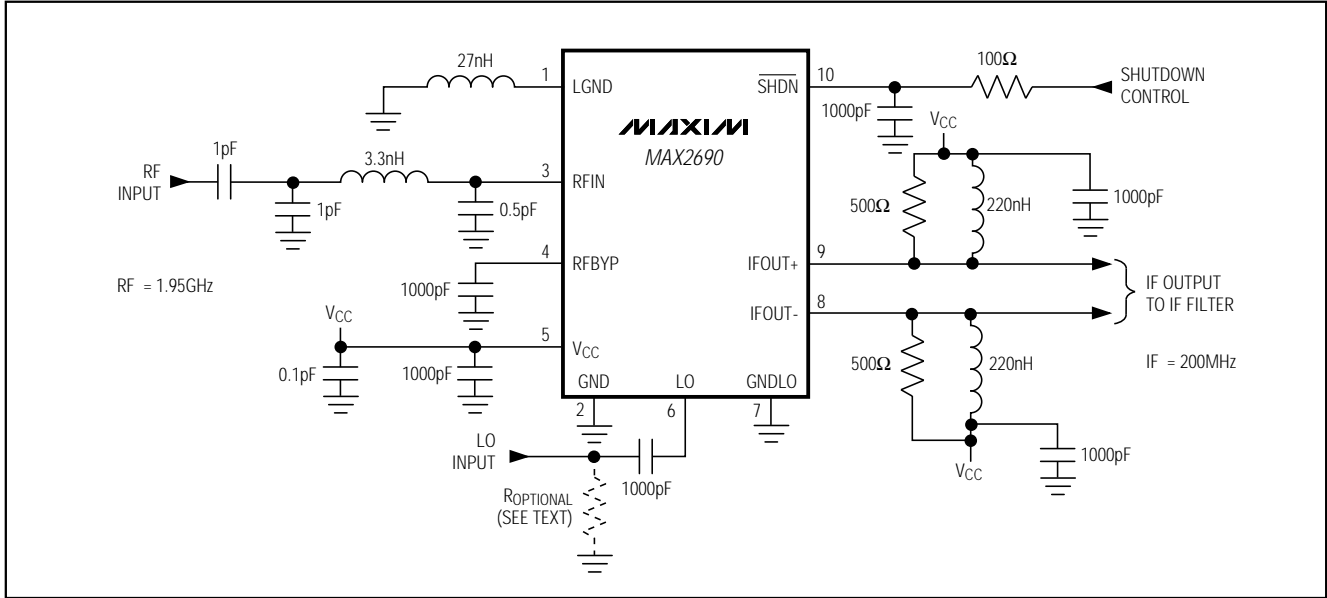 27nH
1
LGND
1pF
3.3nH
RF
INPUT
1pF
3
RFIN
0.5pF
4
RFBYP
1000pF
RF = 1.95GHz
VCC
5
VCC
0.1pF
1000pF
GND
2
LO
6
GNDLO
7
LO
INPUT
1000pF
ROPTIONAL
(SEE TEXT)
MAXIM
MAX2690
10
SHDN
100Ω
SHUTDOWN
CONTROL
1000pF
VCC
500Ω
220nH
1000pF
9
IFOUT+
8
IFOUT-
IF OUTPUT
TO IF FILTER
500Ω
220nH
IF = 200MHz
1000pF
VCC